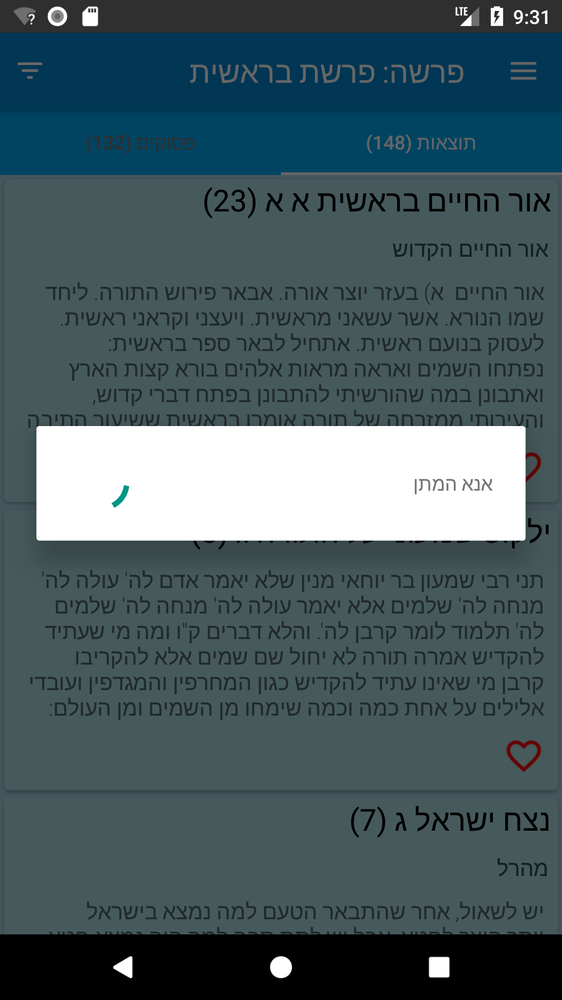 LTE 9:31
פרשה: פרשת בראשית
תוצאות (148)
פסוקים (132)
אור החיים בראשית א א (23)
אור החיים הקדוש
אור החיים א) בעזר יוצר אורה. אבאר פירוש התורה. ליחד
שמו הנורא. אשר עשאני מראשית. ויעצני וקראני ראשית.
לעסוק בנועם ראשית. אתחיל לבאר ספר בראשית:
נפתחו השמים ואראה מראות אלהים בורא קצות הארץ
ואתבונן במה שהורשיתי להתבונן בפתח דברי קדוש,
והעירותי ממזרחה של תורה אומרו בראשית ששיעור התיבה
אנא המתן
תני רבי שמעון בר יוחאי מנין שלא יאמר אדם לה' עולה לה'
מנחה לה' שלמים אלא יאמר עולה לה' מנחה לה' שלמים
לה' תלמוד לומר קרבן לה'. והלא דברים ק"ו ומה מי שעתיד
להקדיש אמרה תורה לא יחול שם שמים אלא להקריבו
קרבן מי שאינו עתיד להקדיש כגון המחרפין והמגדפין ועובדי
אלילים על אחת כמה וכמה שימחו מן השמים ומן העולם:
נצח ישראל ג (7)
מהרל
יש לשאול, אחר שהתבאר הטעם למה נמצא בישראל